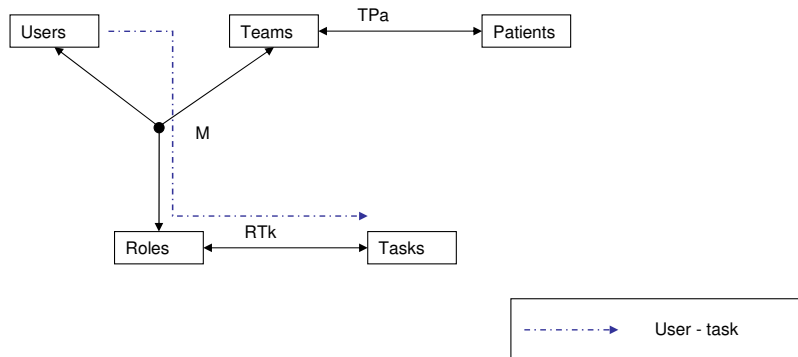 TPa
Users
Teams
Patients
M
RTk
Roles
Tasks
User - task